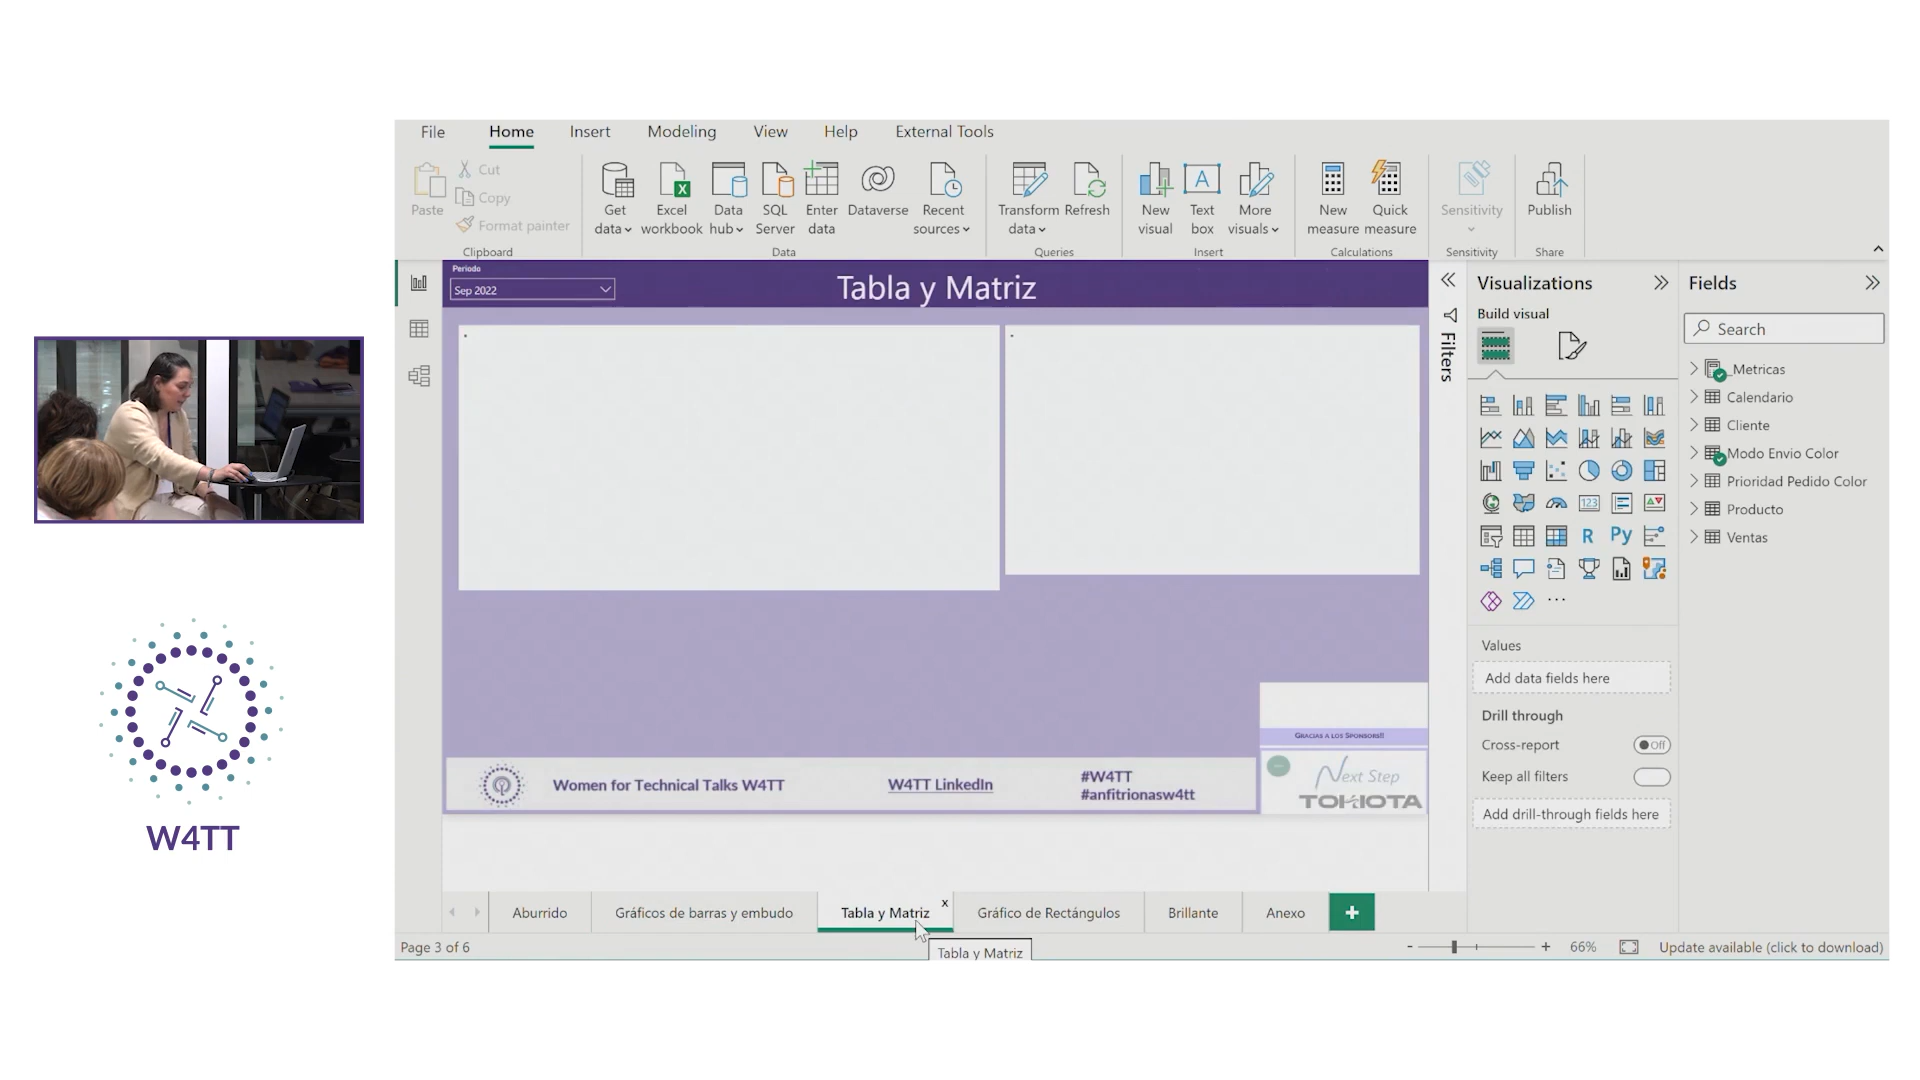 File Home Insert Modeling View Help External Tools
Paste
Cut
Copy
Format painter
Clipboard
Get data
Excel workbook
Data hub
SQL Server
Enter data
Dataverse
Recent sources
Data
Transform data
Refresh
Queries
New visual
Text box
More visuals
Insert
New measure
Quick measure
Calculations
Sensitivity
Sensitivity
Publish
Share
Periodo
Sep 2022
Tabla y Matriz
Filters
Visualizations
Build visual
123
R
Py
Values
Add data fields here
Drill through
Cross-report
Off
Keep all filters
Add drill-through fields here
Fields
Search
_Metricas
Calendario
Cliente
Modo Envio Color
Prioridad Pedido Color
Producto
Ventas
Gracias a los Sponsors!!
Next Step
TOKIOTA
Women for Technical Talks W4TT
W4TT LinkedIn
#W4TT
#anfitrionasw4tt
W4TT
Aburrido
Gráficos de barras y embudo
Tabla y Matriz
x
Gráfico de Rectángulos
Brillante
Anexo
+
Page 3 of 6
Tabla y Matriz
- + 66%
Update available (click to download)